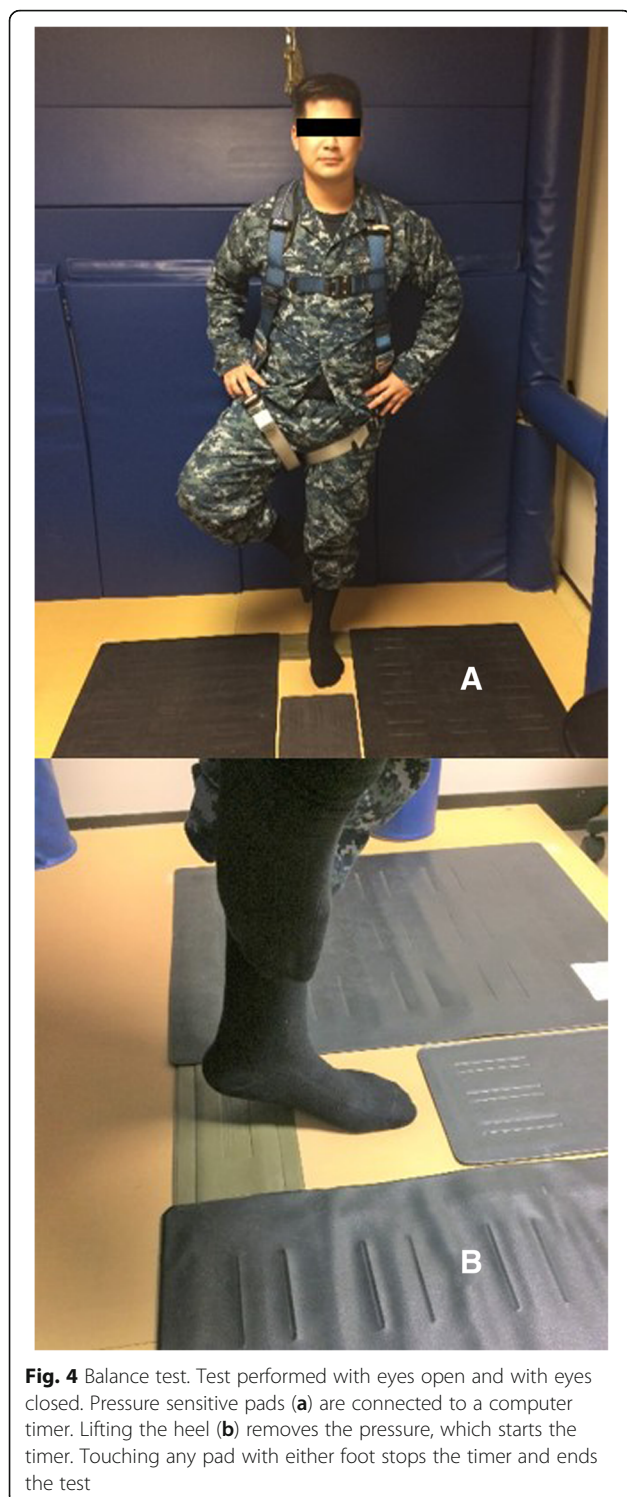 A
B
Fig. 4 Balance test. Test performed with eyes open and with eyes
closed. Pressure sensitive pads (a) are connected to a computer
timer. Lifting the heel (b) removes the pressure, which starts the
timer. Touching any pad with either foot stops the timer and ends
the test